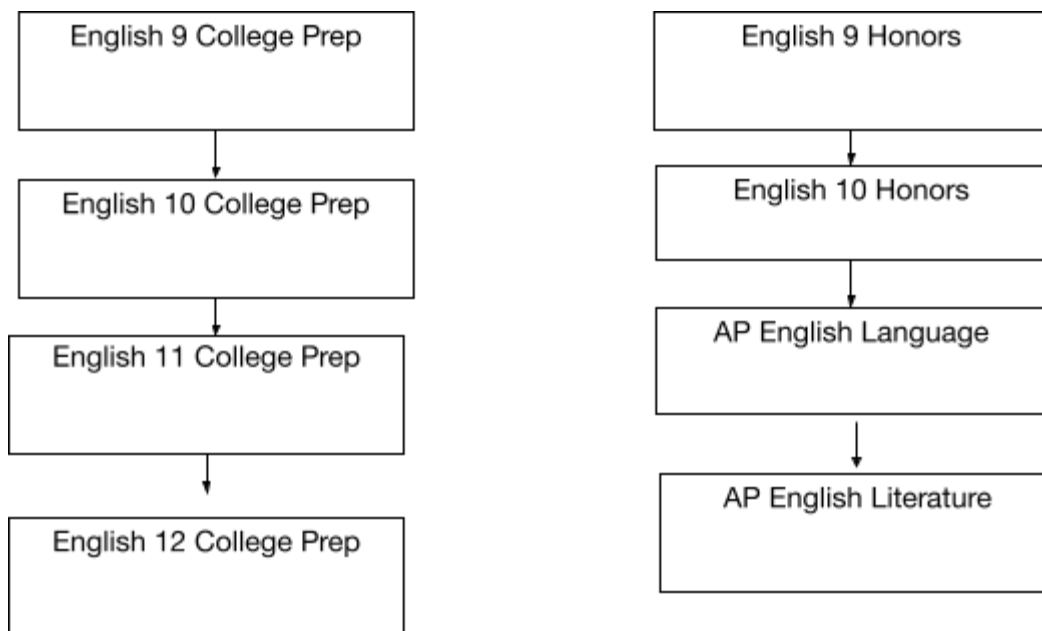 English 9 College Prep
English 10 College Prep
English 11 College Prep
English 12 College Prep
English 9 Honors
English 10 Honors
AP English Language
AP English Literature